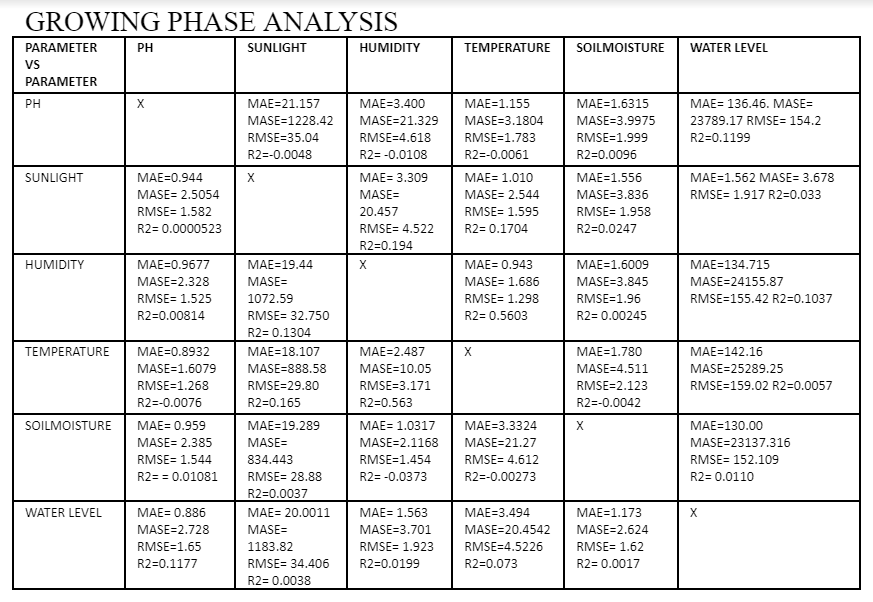 GROWING PHASE ANALYSIS
PARAMETER VS PARAMETER | PH | SUNLIGHT | HUMIDITY | TEMPERATURE | SOILMOISTURE | WATER LEVEL
PH | X | MAE=21.157 MASE=1228.42 RMSE=35.04 R2=-0.0048 | MAE=3.400 MASE=21.329 RMSE=4.618 R2= -0.0108 | MAE=1.155 MASE=3.1804 RMSE=1.783 R2=-0.0061 | MAE=1.6315 MASE=3.9975 RMSE=1.999 R2=0.0096 | MAE= 136.46. MASE= 23789.17 RMSE= 154.2 R2=0.1199
SUNLIGHT | MAE=0.944 MASE= 2.5054 RMSE= 1.582 R2= 0.0000523 | X | MAE= 3.309 MASE= 20.457 RMSE= 4.522 R2=0.194 | MAE= 1.010 MASE= 2.544 RMSE= 1.595 R2= 0.1704 | MAE=1.556 MASE=3.836 RMSE= 1.958 R2=0.0247 | MAE=1.562 MASE= 3.678 RMSE= 1.917 R2=0.033
HUMIDITY | MAE=0.9677 MASE=2.328 RMSE= 1.525 R2=0.00814 | MAE=19.44 MASE= 1072.59 RMSE= 32.750 R2= 0.1304 | X | MAE= 0.943 MASE= 1.686 RMSE= 1.298 R2= 0.5603 | MAE=1.6009 MASE=3.845 RMSE=1.96 R2= 0.00245 | MAE=134.715 MASE=24155.87 RMSE=155.42 R2=0.1037
TEMPERATURE | MAE=0.8932 MASE=1.6079 RMSE=1.268 R2=-0.0076 | MAE=18.107 MASE=888.58 RMSE=29.80 R2=0.165 | MAE=2.487 MASE=10.05 RMSE=3.171 R2=0.563 | X | MAE=1.780 MASE=4.511 RMSE=2.123 R2=-0.0042 | MAE=142.16 MASE=25289.25 RMSE=159.02 R2=0.0057
SOILMOISTURE | MAE= 0.959 MASE= 2.385 RMSE= 1.544 R2= = 0.01081 | MAE=19.289 MASE= 834.443 RMSE= 28.88 R2=0.0037 | MAE= 1.0317 MASE=2.1168 RMSE=1.454 R2= -0.0373 | MAE=3.3324 MASE=21.27 RMSE= 4.612 R2=-0.00273 | X | MAE=130.00 MASE=23137.316 RMSE= 152.109 R2= 0.0110
WATER LEVEL | MAE= 0.886 MASE=2.728 RMSE=1.65 R2=0.1177 | MAE= 20.0011 MASE= 1183.82 RMSE= 34.406 R2= 0.0038 | MAE= 1.563 MASE=3.701 RMSE= 1.923 R2=0.0199 | MAE=3.494 MASE=20.4542 RMSE=4.5226 R2=0.073 | MAE=1.173 MASE=2.624 RMSE= 1.62 R2= 0.0017 | X